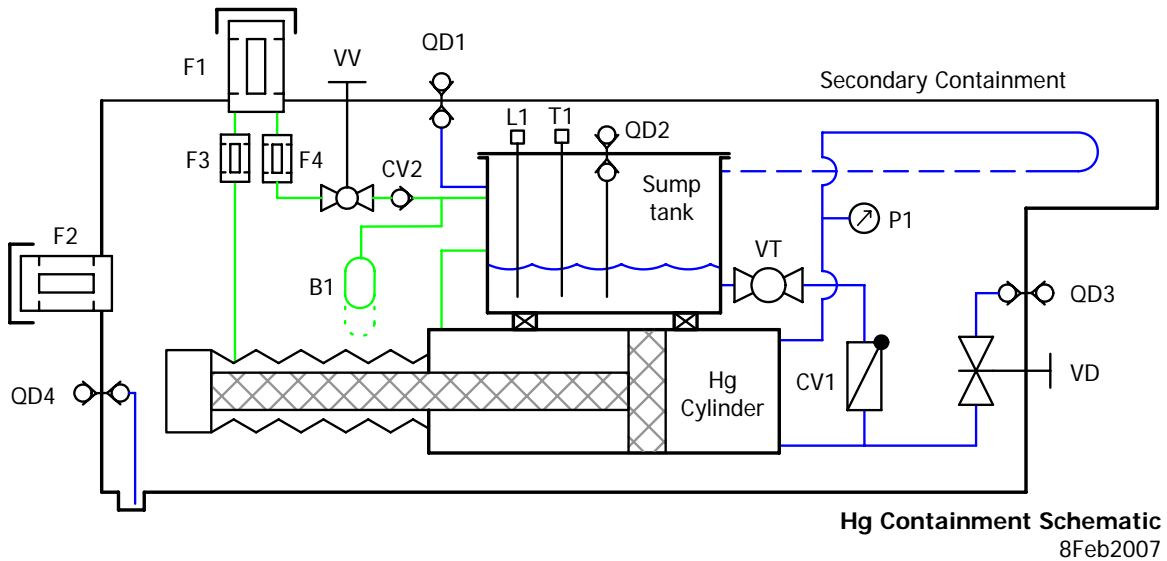 QD1
F1
VV
Secondary Containment
L1
T1
QD2
F3
F4
CV2
Sump
tank
P1
F2
VT
B1
QD3
QD4
Hg
Cylinder
CV1
VD
Hg Containment Schematic
8Feb2007